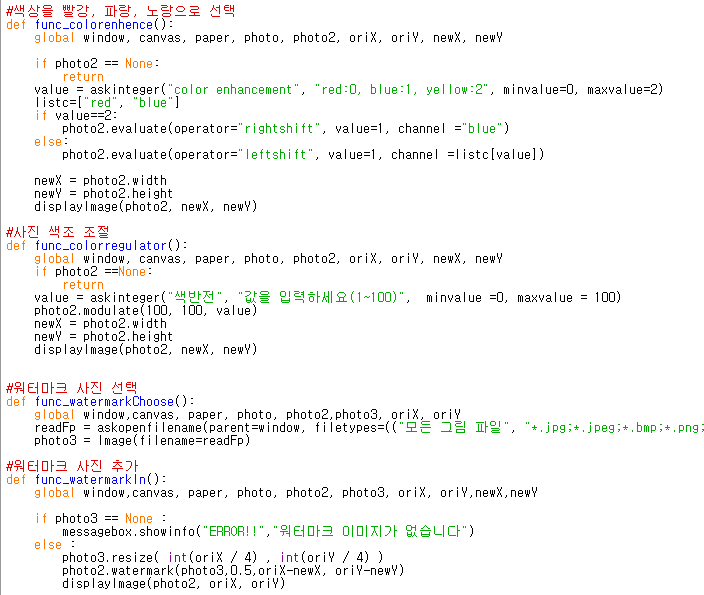 #색상을 빨강, 파랑, 노랑으로 선택
def func_colorenhence():
    global window, canvas, paper, photo, photo2, oriX, oriY, newX, newY

    if photo2 == None:
        return
    value = askinteger("color enhancement", "red:0, blue:1, yellow:2", minvalue=0, maxvalue=2)
    listc=["red", "blue"]
    if value==2:
        photo2.evaluate(operator="rightshift", value=1, channel ="blue")
    else:
        photo2.evaluate(operator="leftshift", value=1, channel =listc[value])

    newX = photo2.width
    newY = photo2.height
    displayImage(photo2, newX, newY)

#사진 색조 조절
def func_colorregulator():
    global window, canvas, paper, photo, photo2, oriX, oriY, newX, newY
    if photo2 ==None:
        return
    value = askinteger("색반전", "값을 입력하세요(1~100)",  minvalue =0, maxvalue = 100)
    photo2.modulate(100, 100, value)
    newX = photo2.width
    newY = photo2.height
    displayImage(photo2, newX, newY)


#워터마크 사진 선택
def func_watermarkChoose():
    global window,canvas, paper, photo, photo2,photo3, oriX, oriY
    readFp = askopenfilename(parent=window, filetypes=(("모든 그림 파일", "*.jpg;*.jpeg;*.bmp;*.png;
    photo3 = Image(filename=readFp)

#워터마크 사진 추가
def func_watermarkIn():
    global window,canvas, paper, photo, photo2, photo3, oriX, oriY,newX,newY

    if photo3 == None :
        messagebox.showinfo("ERROR!!","워터마크 이미지가 없습니다")
    else :
        photo3.resize( int(oriX / 4) , int(oriY / 4) )
        photo2.watermark(photo3,0.5,oriX-newX, oriY-newY)
        displayImage(photo2, oriX, oriY)